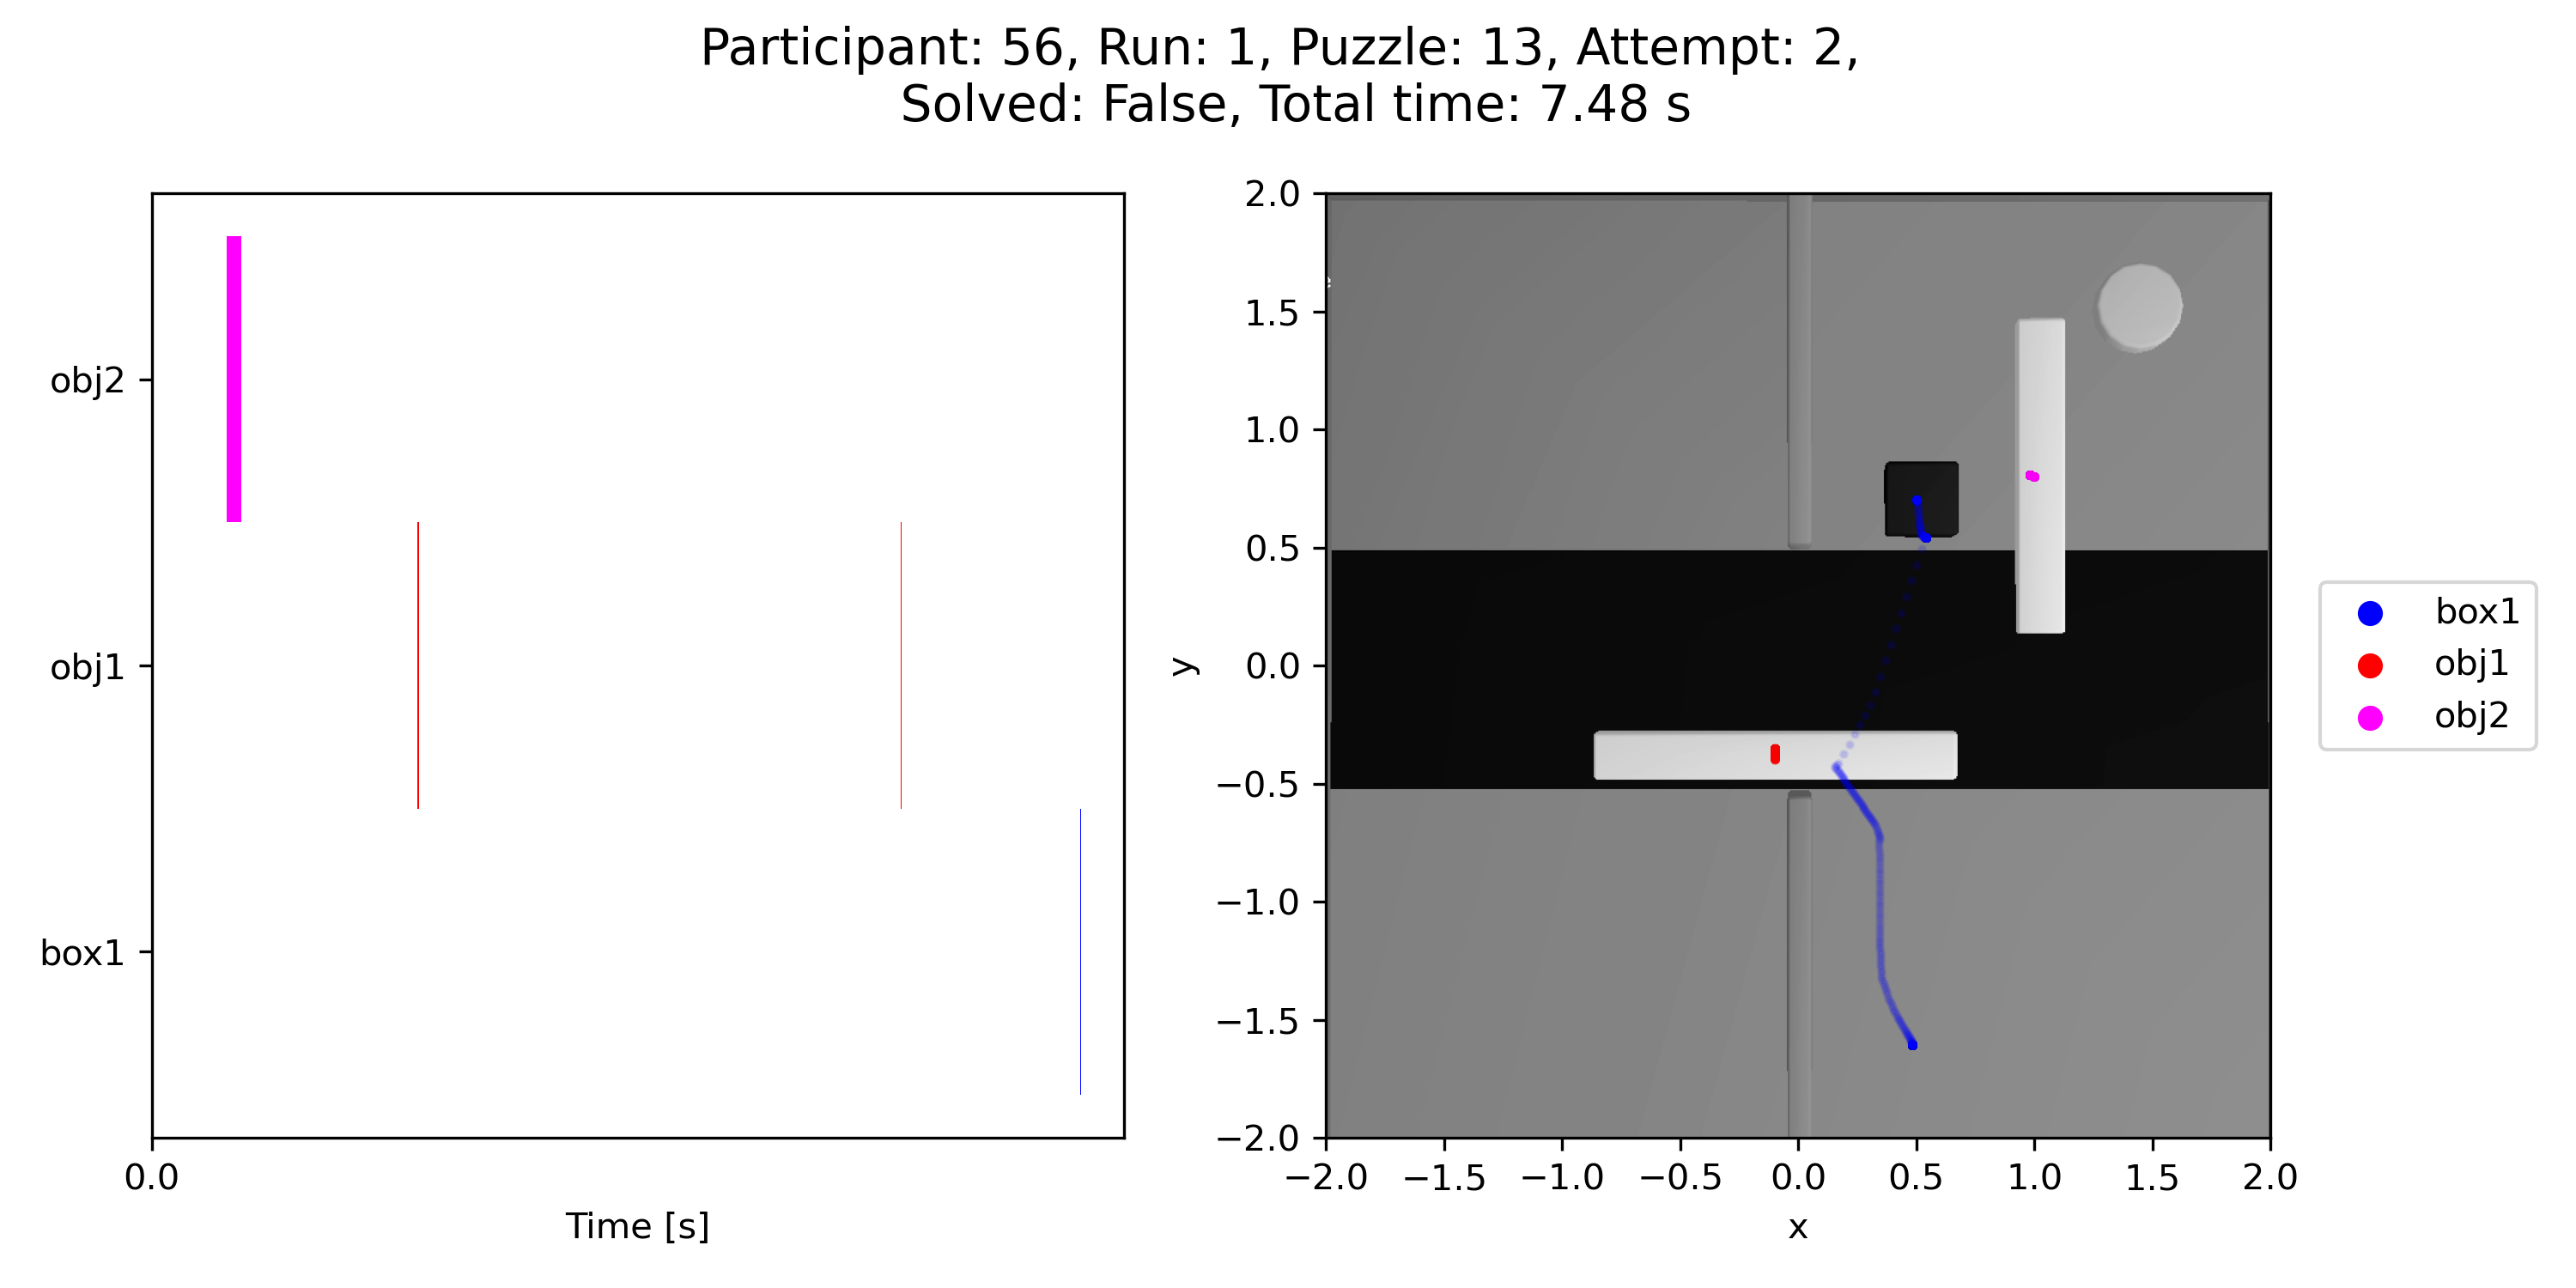 Participant: 56, Run: 1, Puzzle: 13, Attempt: 2,
Solved: False, Total time: 7.48 s
obj2
obj1
box1
0.0
Time [s]
2.0
1.5
1.0
0.5
0.0
−0.5
−1.0
−1.5
−2.0
y
−2.0 −1.5 −1.0 −0.5 0.0 0.5 1.0 1.5 2.0
x
box1
obj1
obj2